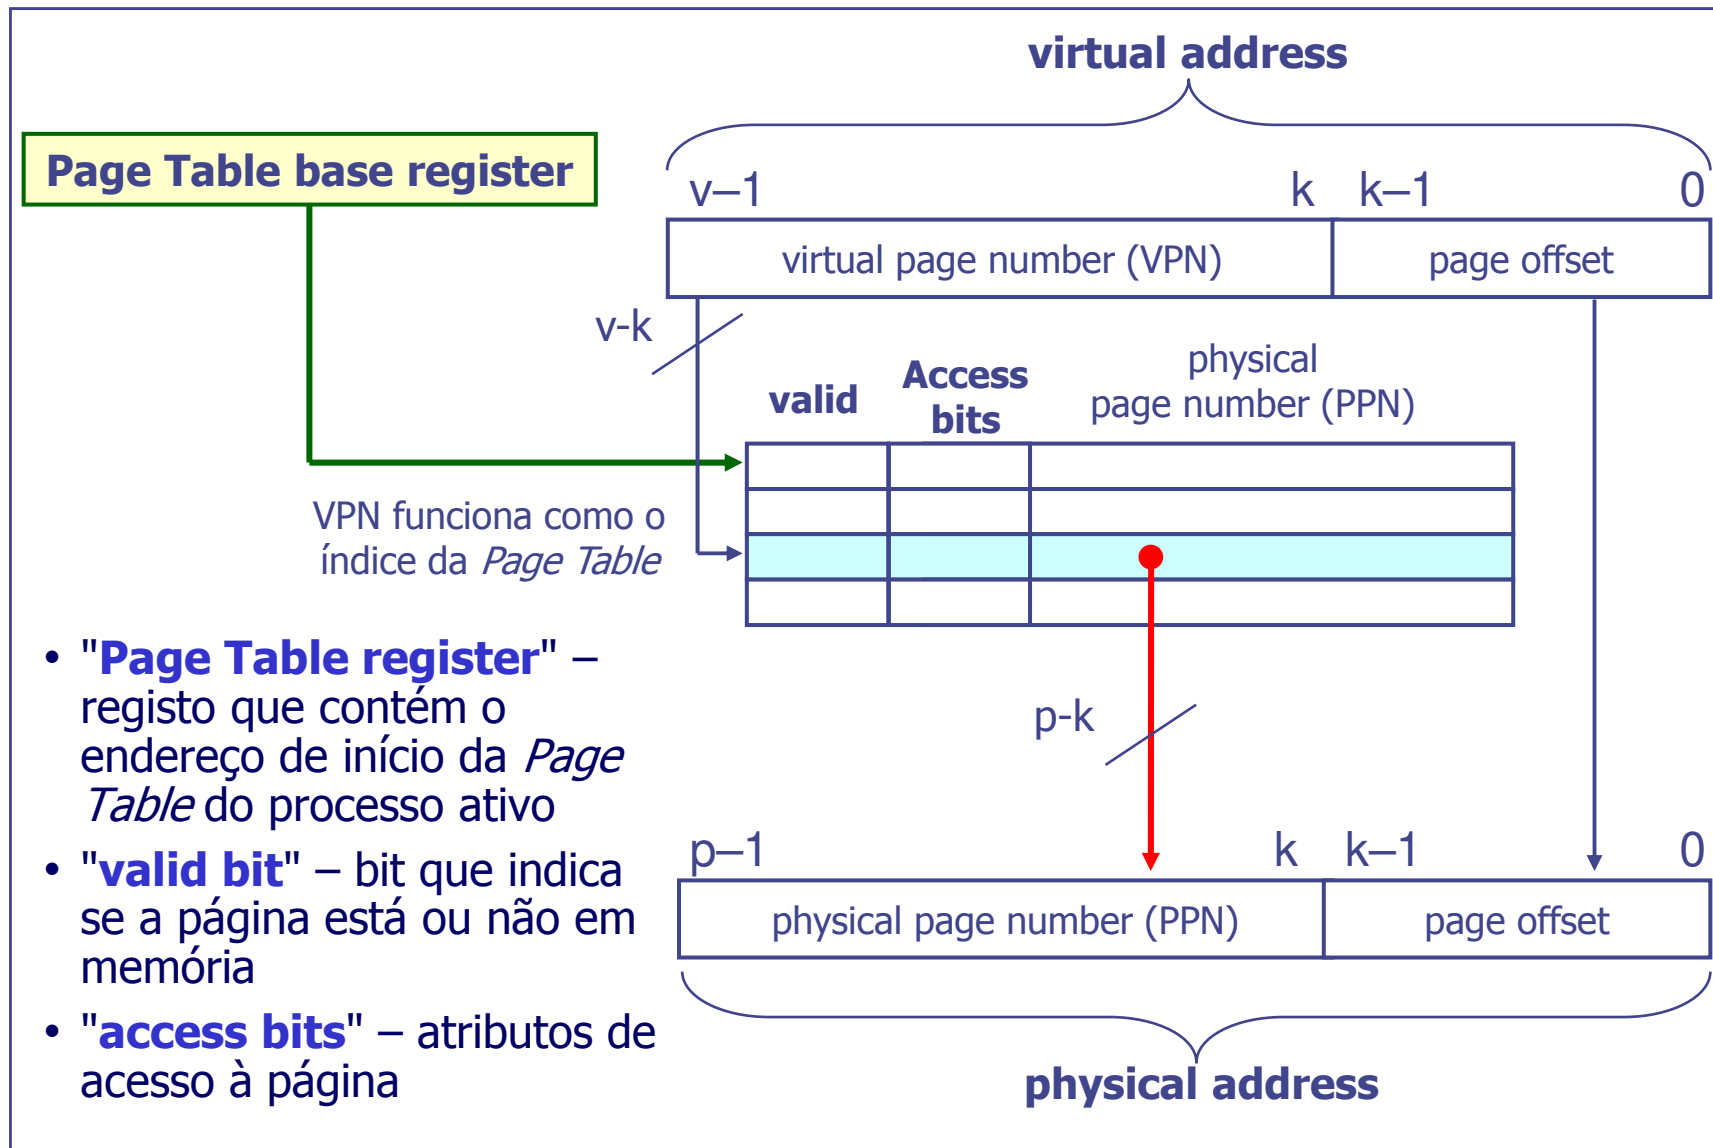 virtual address
Page Table base register
v–1
k
k–1
0
virtual page number (VPN)
page offset
v-k
valid
Access
bits
physical
page number (PPN)
VPN funciona como o
índice da Page Table
• "Page Table register" –
registo que contém o
endereço de início da Page
Table do processo ativo
• "valid bit" – bit que indica
se a página está ou não em
memória
• "access bits" – atributos de
acesso à página
p-k
p–1
k
k–1
0
physical page number (PPN)
page offset
physical address